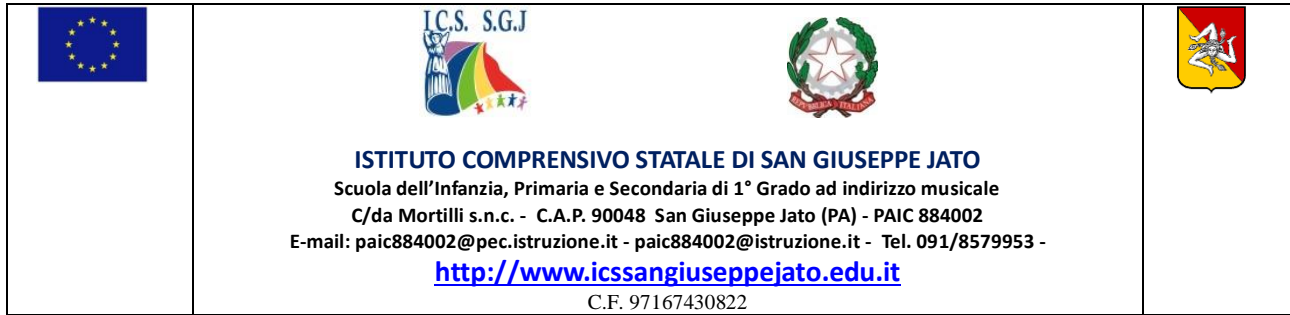 I.C.S. S.G.J
REPVBBLICA ITALIANA
ISTITUTO COMPRENSIVO STATALE DI SAN GIUSEPPE JATO
Scuola dell’Infanzia, Primaria e Secondaria di 1° Grado ad indirizzo musicale
C/da Mortilli s.n.c. - C.A.P. 90048 San Giuseppe Jato (PA) - PAIC 884002
E-mail: paic884002@pec.istruzione.it - paic884002@istruzione.it - Tel. 091/8579953 -
http://www.icssangiuseppejato.edu.it
C.F. 97167430822